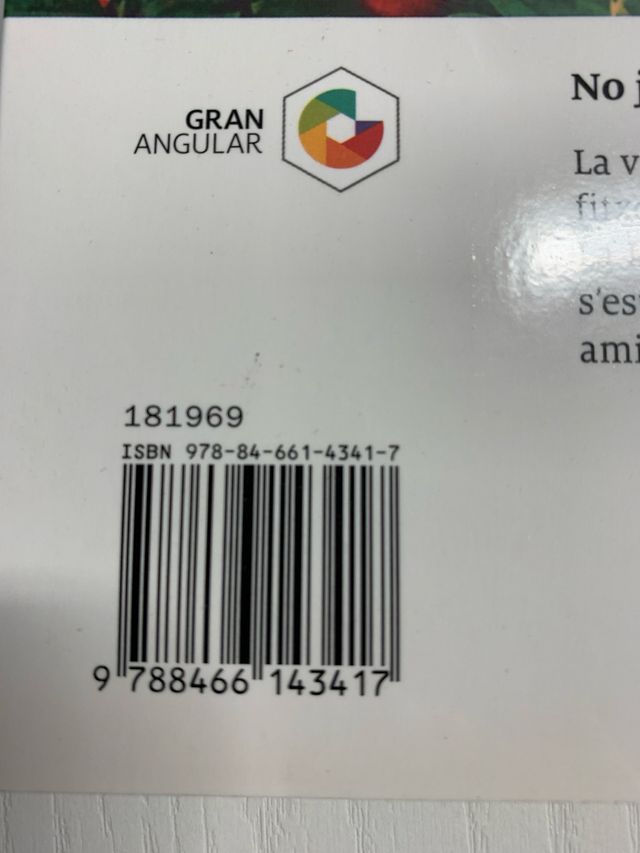 GRAN
ANGULAR
No j
La v
s'es
ami
181969
ISBN 978-84-661-4341-7
9 788466 143417